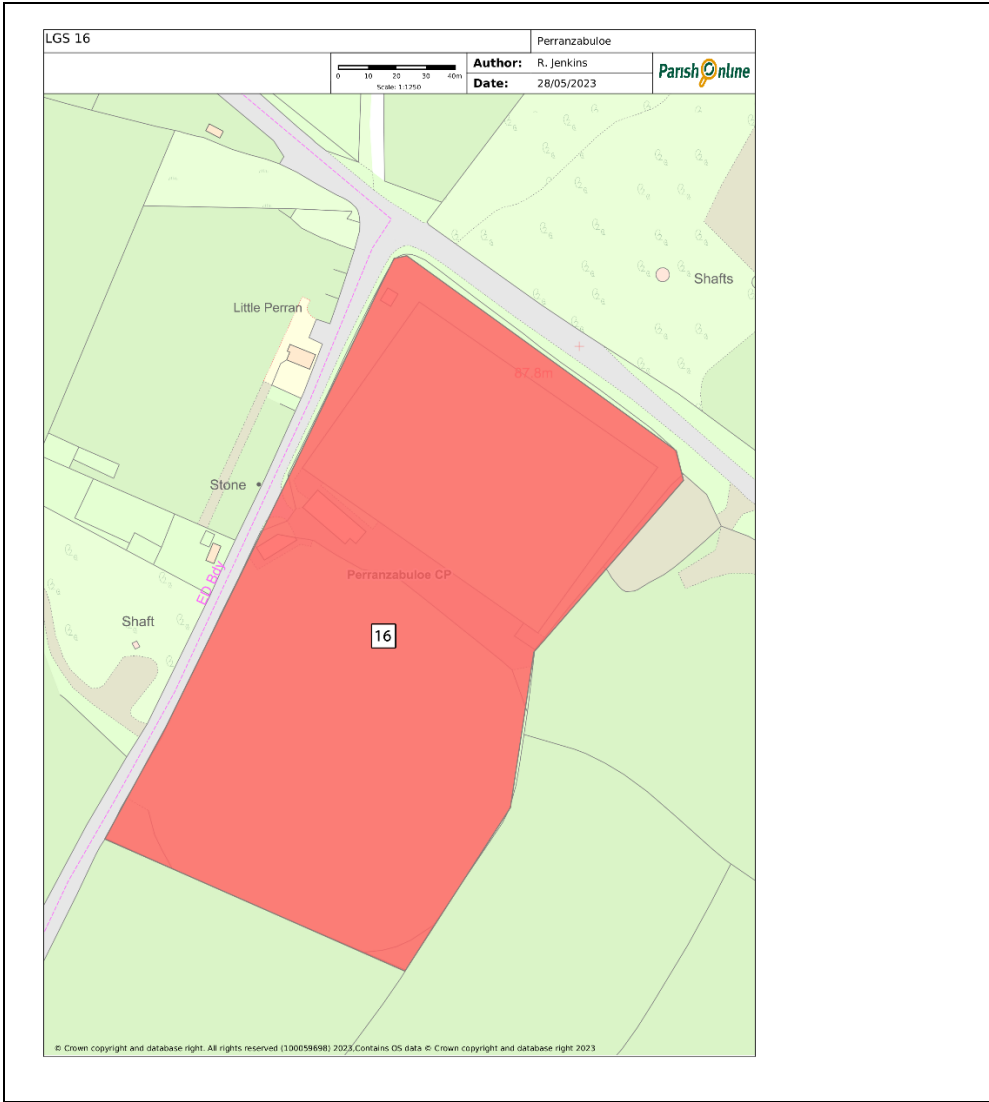 LGS 16
Perranzabuloe
Author: R. Jenkins
Date: 28/05/2023
0 10 20 30 40m
Scale: 1:1250
Parish Online
Shafts
Little Perran
87.8m
Stone
Perranzabuloe CP
ED Bdy
Shaft
16
© Crown copyright and database right. All rights reserved (100059698) 2023,Contains OS data © Crown copyright and database right 2023